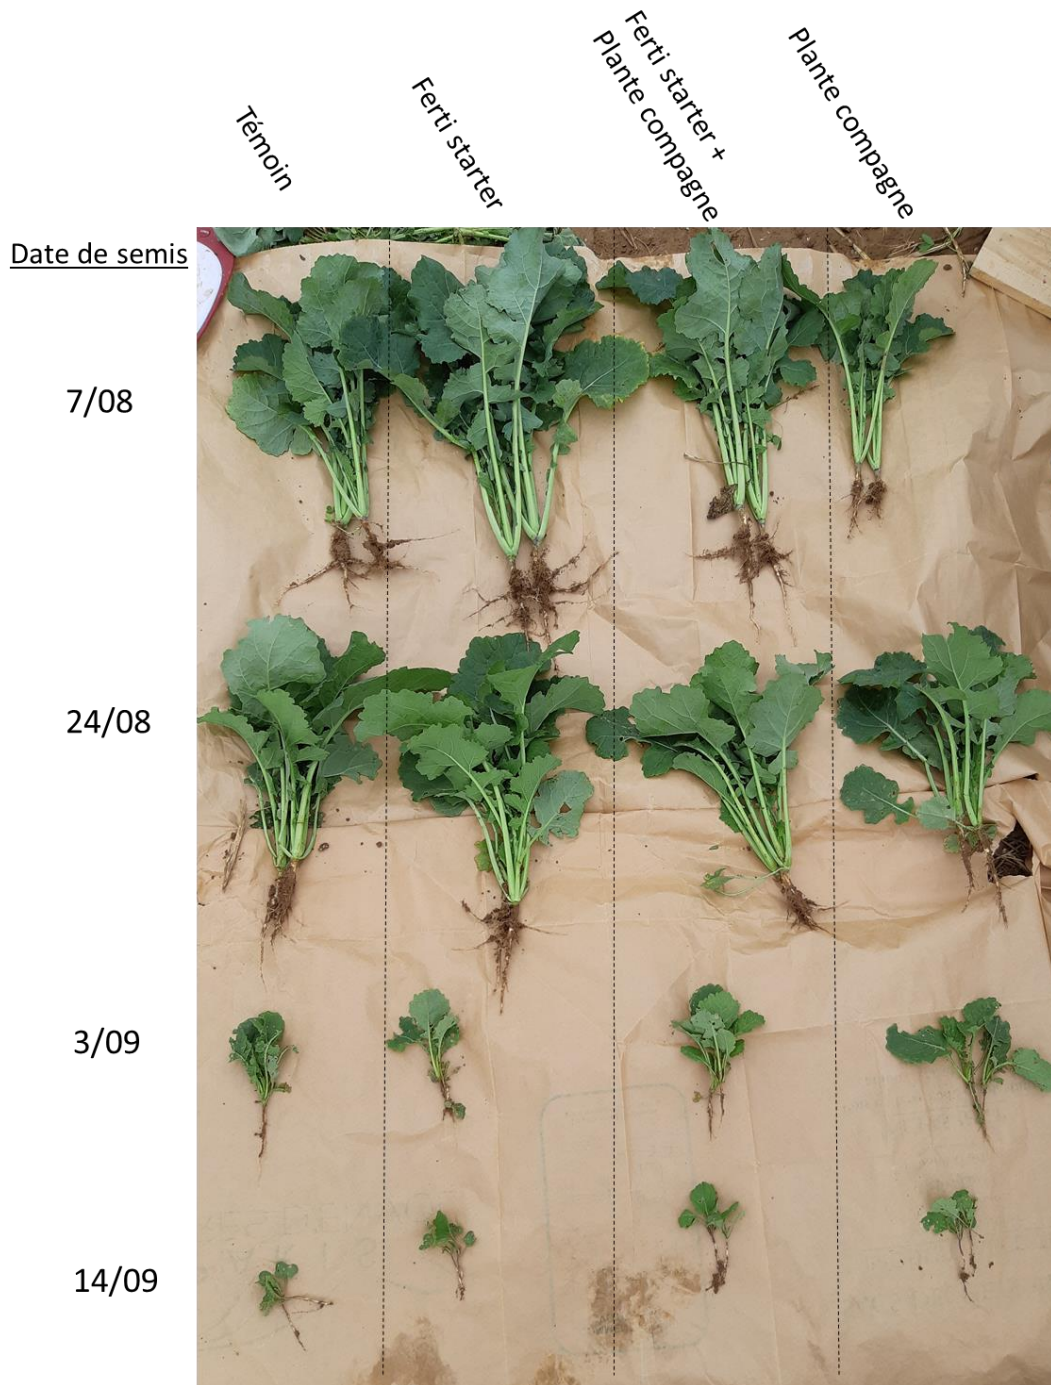 Témoin
Ferti starter
Ferti starter +
Plante compagne
Plante compagne
Date de semis
7/08
24/08
3/09
14/09